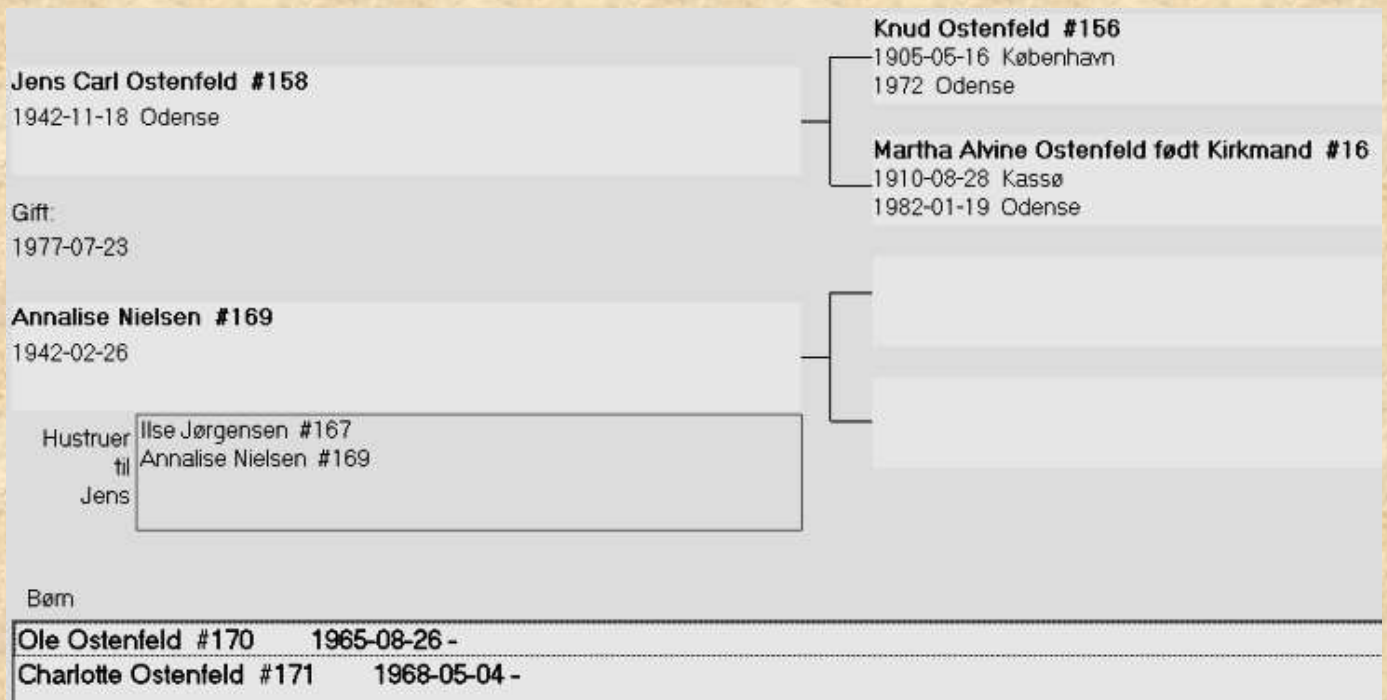 Knud Ostenfeld #156
1905-05-16 København
1972 Odense
Jens Carl Ostenfeld #158
1942-11-18 Odense
Martha Alvine Ostenfeld født Kirkmand #16
1910-08-28 Kassø
1982-01-19 Odense
Gift:
1977-07-23
Annalise Nielsen #169
1942-02-26
Hustruer
til
Jens
Ilse Jørgensen #167
Annalise Nielsen #169
Børn
Ole Ostenfeld #170 1965-08-26 -
Charlotte Ostenfeld #171 1968-05-04 -